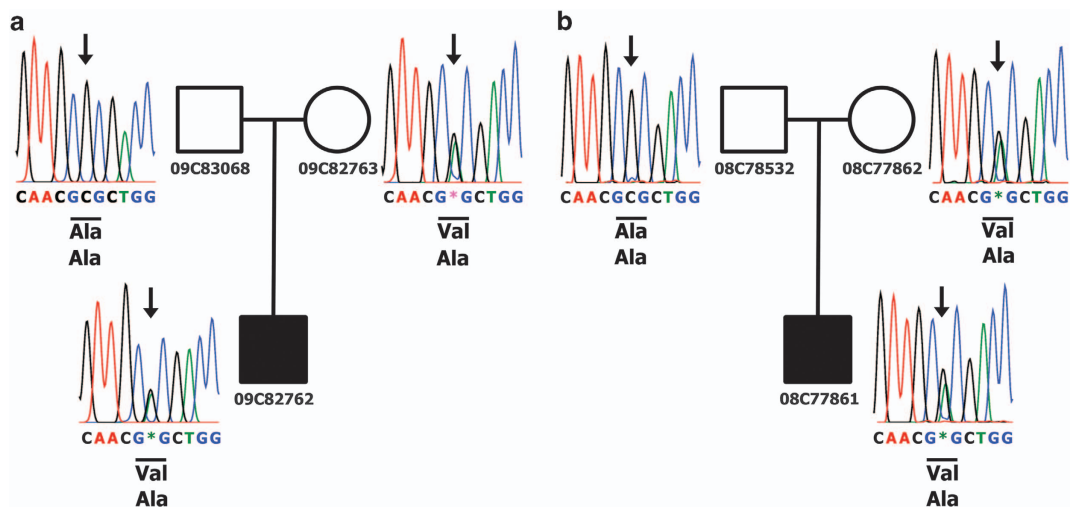 a
b
09C83068
09C82763
08C78532
08C77862
CAACGCGCTGG
CAACG*GCTGG
CAACGCGCTGG
CAACG*GCTGG
Ala
Ala
Val
Ala
Ala
Ala
Val
Ala
09C82762
08C77861
CAACG*GCTGG
CAACG*GCTGG
Val
Ala
Val
Ala